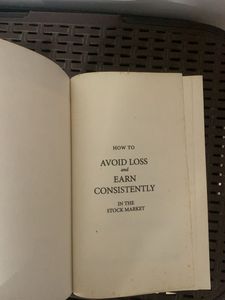 HOW TO
AVOID LOSS
and
EARN
CONSISTENTLY
IN THE
STOCK MARKET